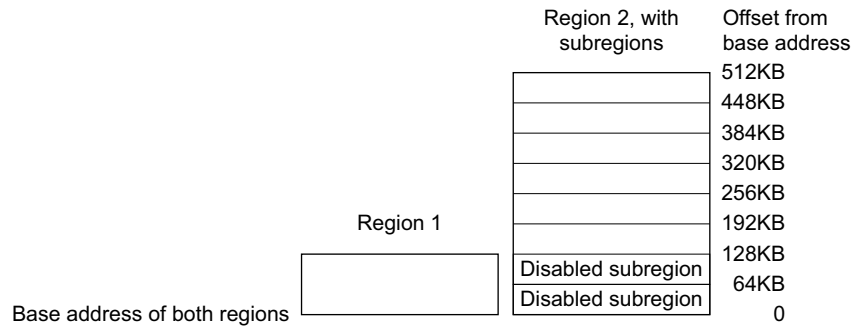 Region 2, with
subregions
Offset from
base address
512KB
448KB
384KB
320KB
256KB
192KB
Region 1
128KB
Disabled subregion
64KB
Disabled subregion
Base address of both regions
0